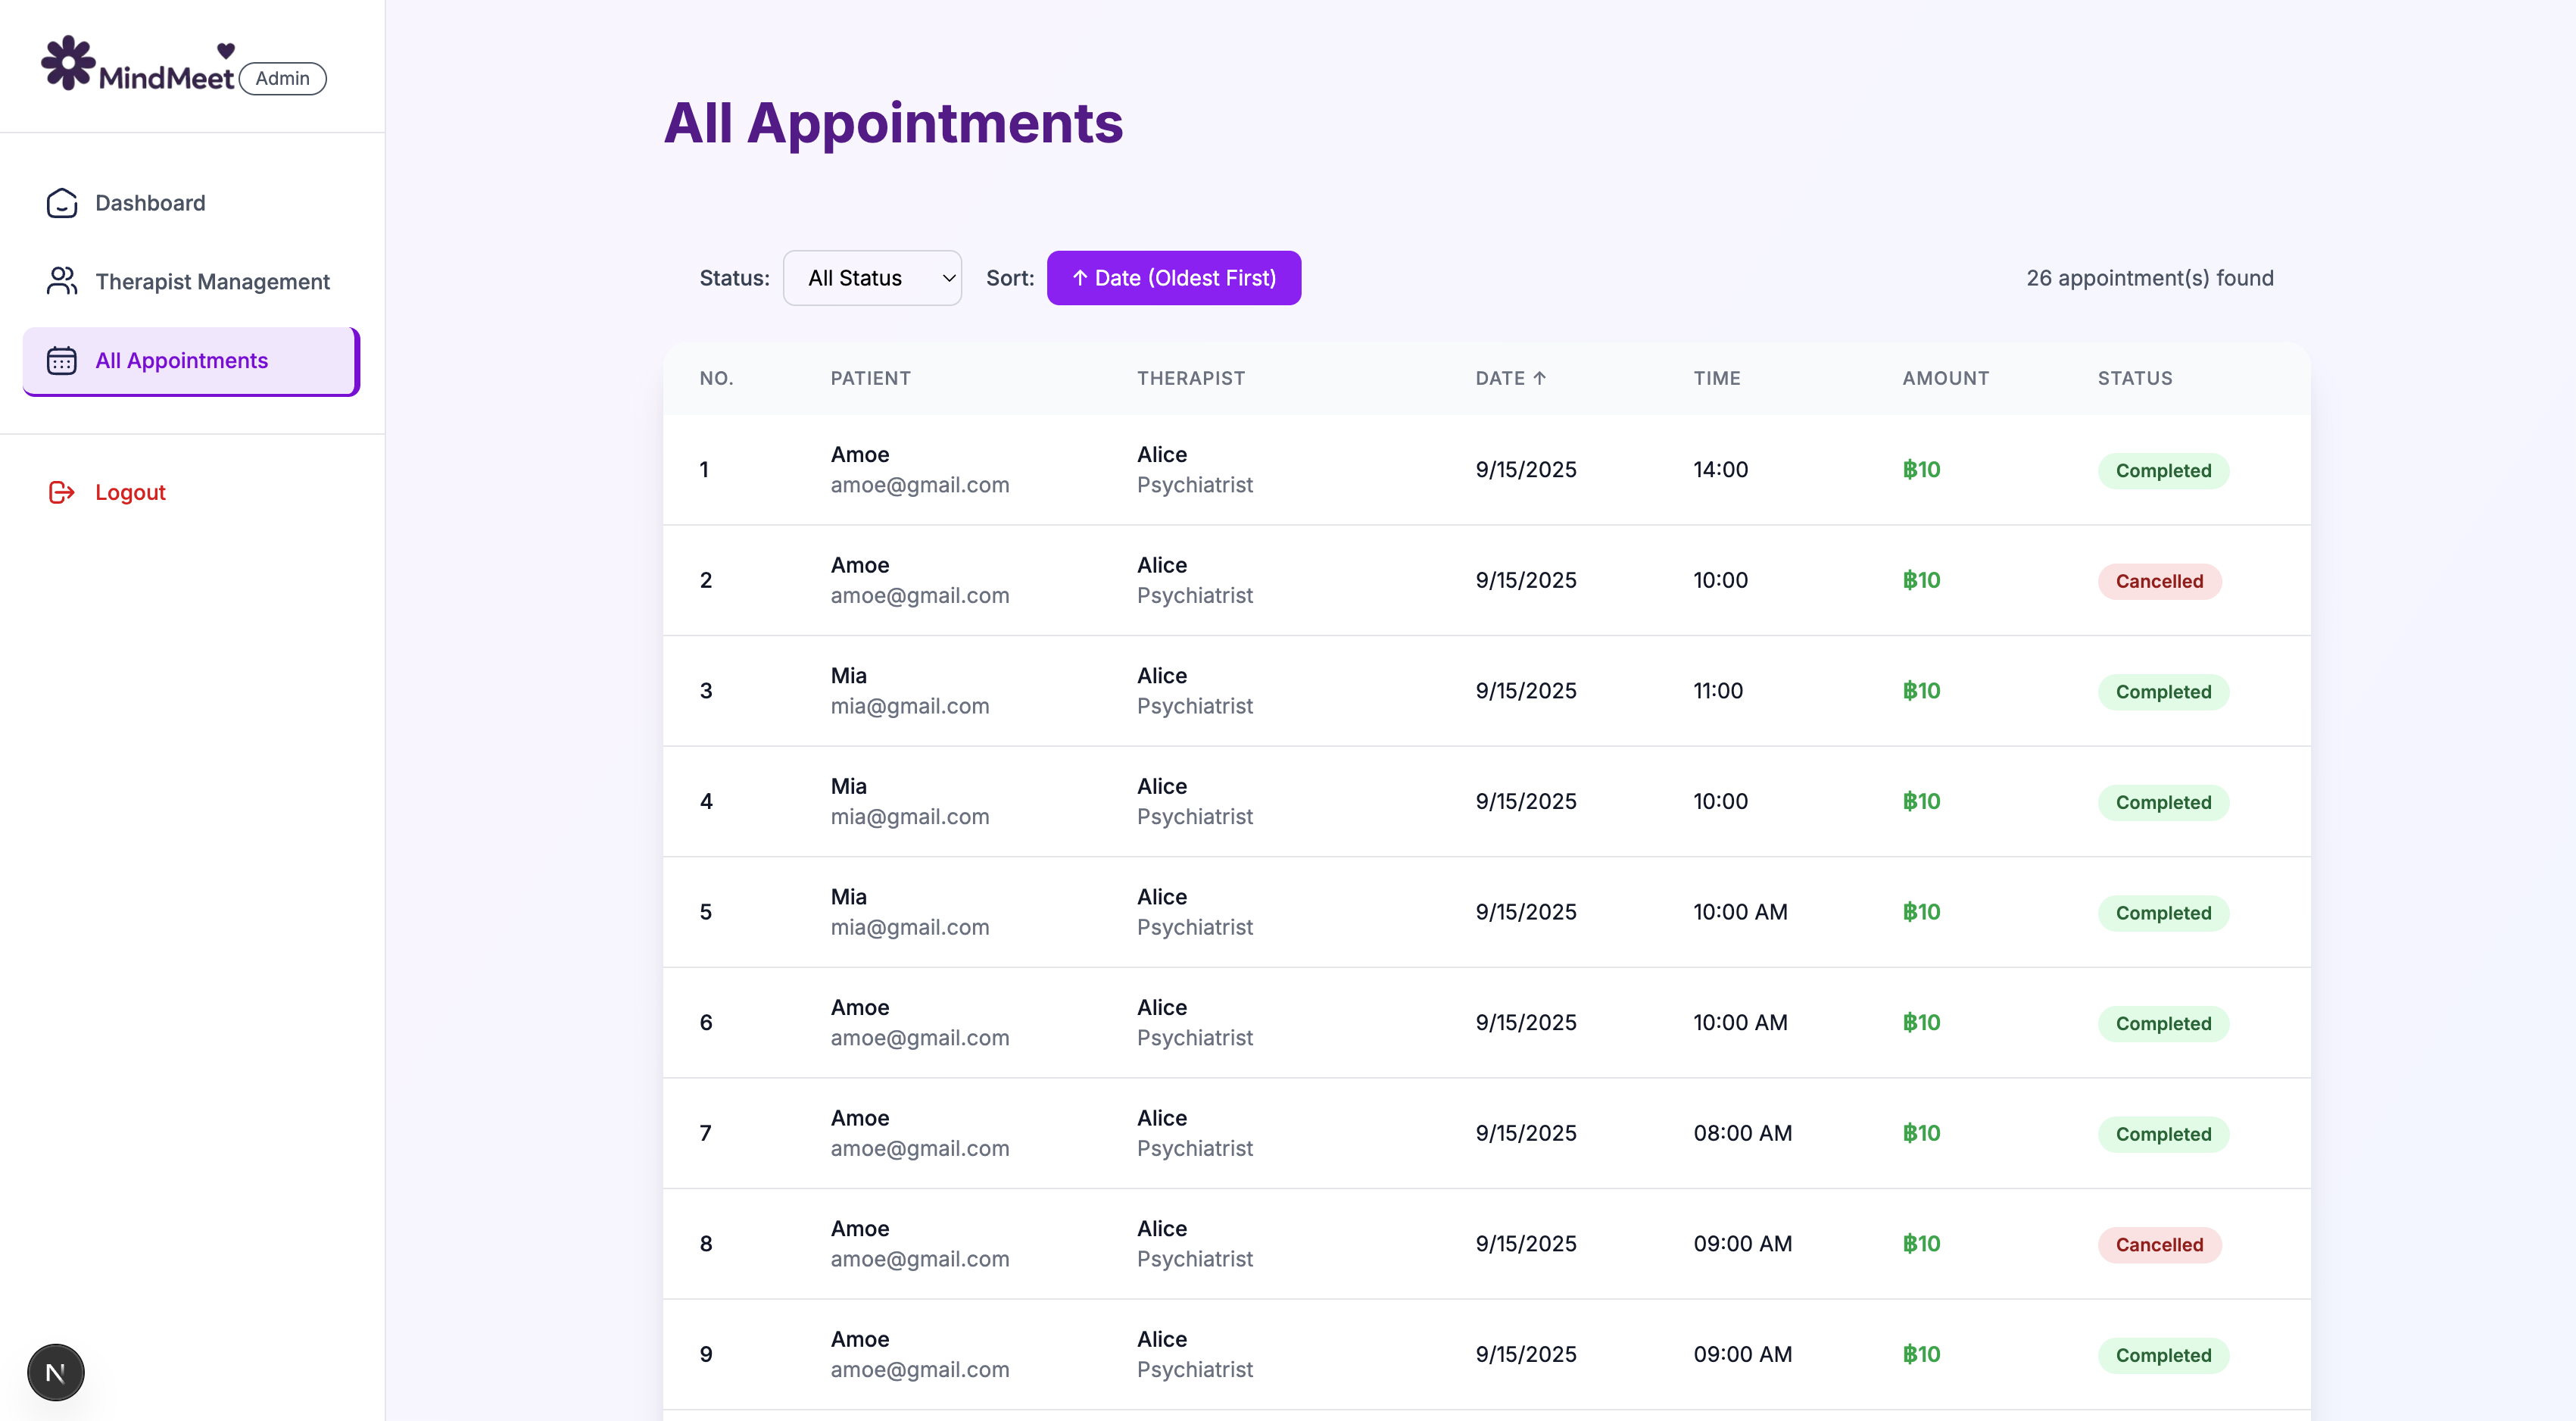 MindMeet Admin
Dashboard
Therapist Management
All Appointments
Logout
N
All Appointments
Status: All Status Sort: ↑ Date (Oldest First) 26 appointment(s) found
NO. PATIENT THERAPIST DATE ↑ TIME AMOUNT STATUS
1 Amoe Alice 9/15/2025 14:00 ฿10 Completed
amoe@gmail.com Psychiatrist
2 Amoe Alice 9/15/2025 10:00 ฿10 Cancelled
amoe@gmail.com Psychiatrist
3 Mia Alice 9/15/2025 11:00 ฿10 Completed
mia@gmail.com Psychiatrist
4 Mia Alice 9/15/2025 10:00 ฿10 Completed
mia@gmail.com Psychiatrist
5 Mia Alice 9/15/2025 10:00 AM ฿10 Completed
mia@gmail.com Psychiatrist
6 Amoe Alice 9/15/2025 10:00 AM ฿10 Completed
amoe@gmail.com Psychiatrist
7 Amoe Alice 9/15/2025 08:00 AM ฿10 Completed
amoe@gmail.com Psychiatrist
8 Amoe Alice 9/15/2025 09:00 AM ฿10 Cancelled
amoe@gmail.com Psychiatrist
9 Amoe Alice 9/15/2025 09:00 AM ฿10 Completed
amoe@gmail.com Psychiatrist